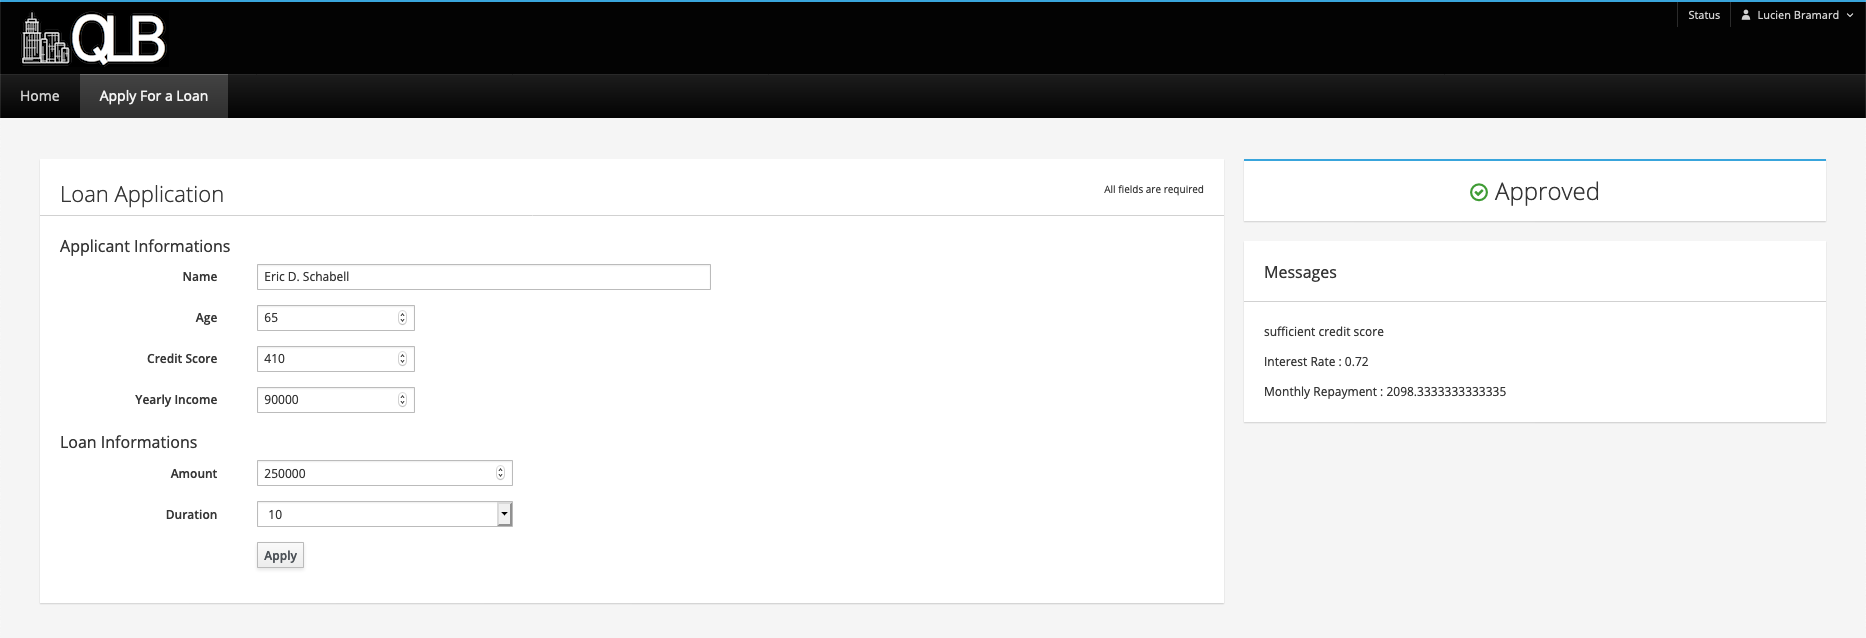 QLB
Status
Lucien Bramard
Home
Apply For a Loan
Loan Application
All fields are required
Applicant Informations
Name
Eric D. Schabell
Age
65
Credit Score
410
Yearly Income
90000
Loan Informations
Amount
250000
Duration
10
Apply
Approved
Messages
sufficient credit score
Interest Rate : 0.72
Monthly Repayment : 2098.3333333333335